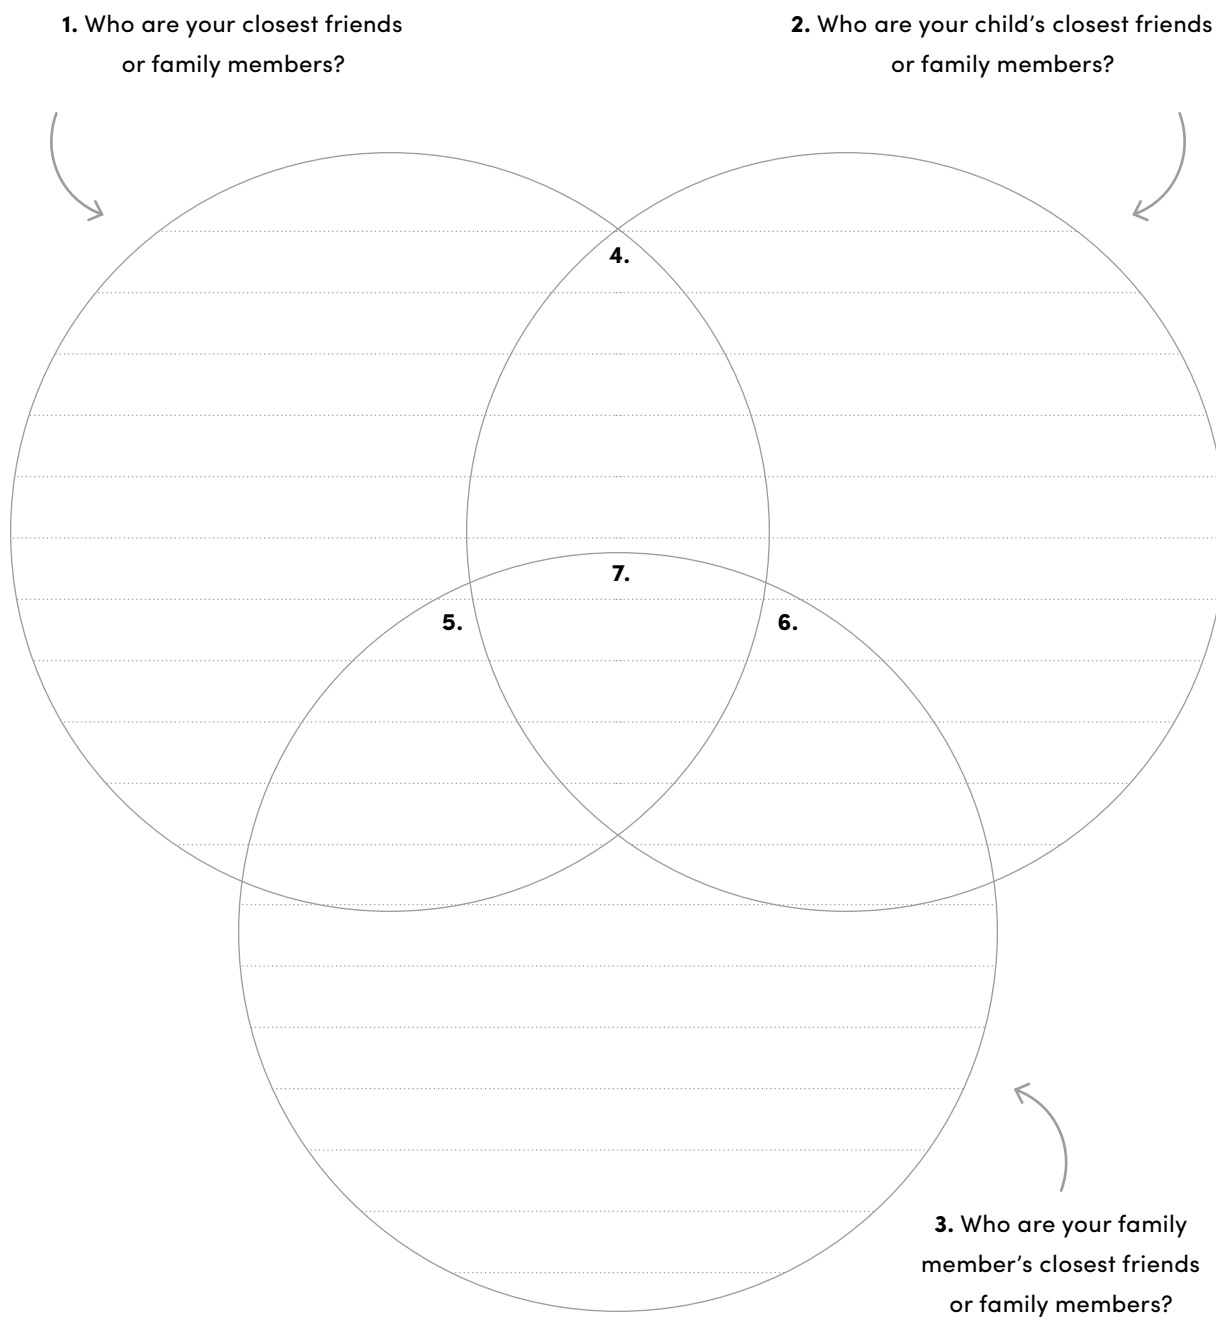 1. Who are your closest friends
or family members?
2. Who are your child's closest friends
or family members?
4.
7.
5.
6.
3. Who are your family
member's closest friends
or family members?